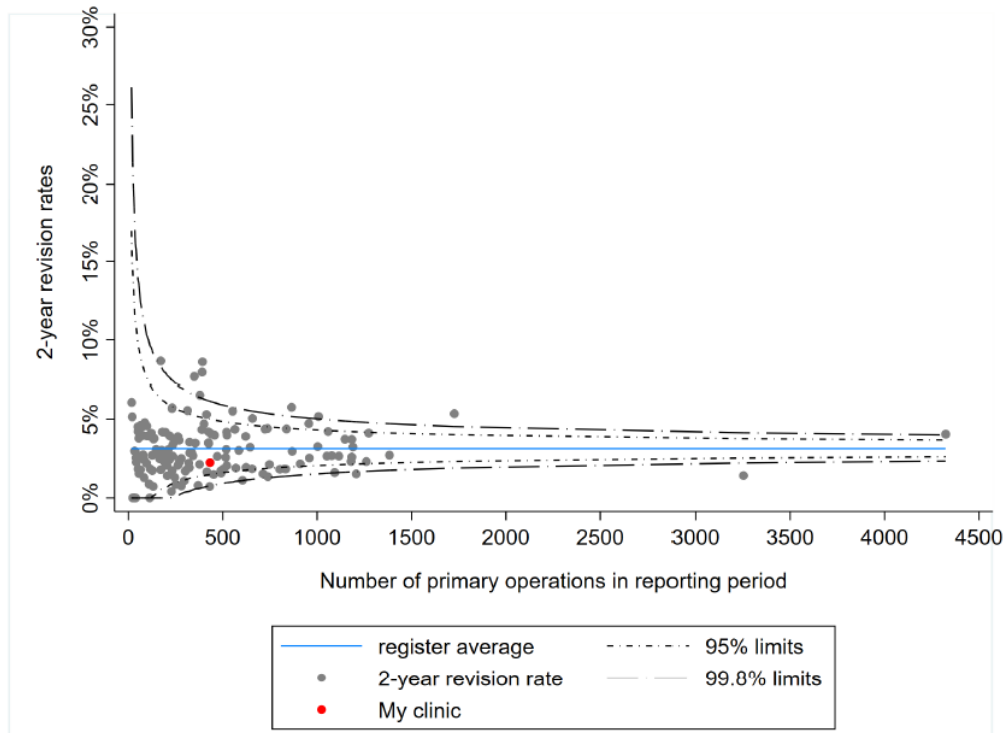 30%
25%
20%
15%
10%
5%
0%
2-year revision rates
0 500 1000 1500 2000 2500 3000 3500 4000 4500
Number of primary operations in reporting period
register average 95% limits
2-year revision rate 99.8% limits
My clinic